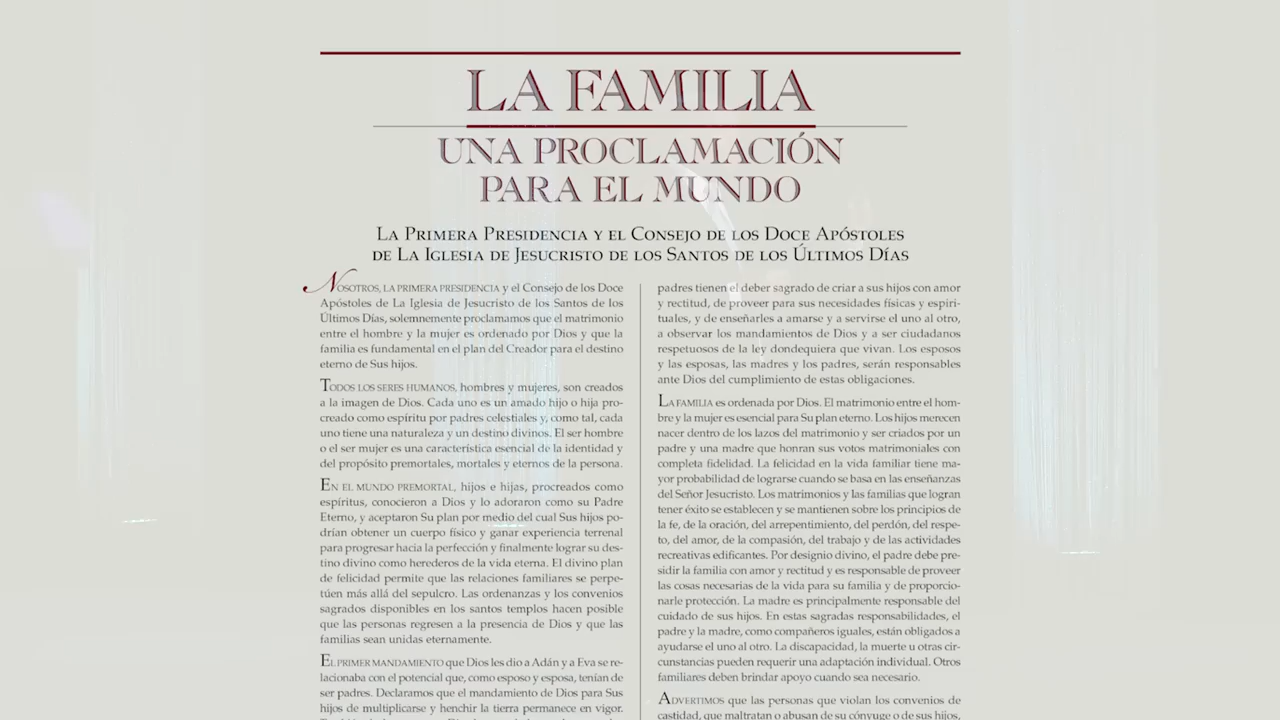 LA FAMILIA
UNA PROCLAMACIÓN
PARA EL MUNDO
La Primera Presidencia y el Consejo de los Doce Apóstoles
de La Iglesia de Jesucristo de los Santos de los Últimos Días
Nosotros, la Primera Presidencia y el Consejo de los Doce
Apóstoles de La Iglesia de Jesucristo de los Santos de los
Últimos Días, solemnemente proclamamos que el matrimonio
entre el hombre y la mujer es ordenado por Dios y que la
familia es fundamental en el plan del Creador para el destino
eterno de Sus hijos.
Todos los seres humanos, hombres y mujeres, son creados
a la imagen de Dios. Cada uno es un amado hijo o hija pro-
creado como espíritu por padres celestiales y, como tal, cada
uno tiene una naturaleza y un destino divinos. El ser hombre
o el ser mujer es una característica esencial de la identidad y
del propósito premortales, mortales y eternos de la persona.
En el mundo premortal, hijos e hijas, procreados como
espíritus, conocieron a Dios y lo adoraron como su Padre
Eterno, y aceptaron Su plan por medio del cual Sus hijos po-
drían obtener un cuerpo físico y ganar experiencia terrenal
para progresar hacia la perfección y finalmente lograr su des-
tino divino como herederos de la vida eterna. El divino plan
de felicidad permite que las relaciones familiares se perpe-
túen más allá del sepulcro. Las ordenanzas y los convenios
sagrados disponibles en los santos templos hacen posible
que las personas regresen a la presencia de Dios y que las
familias sean unidas eternamente.
El primer mandamiento que Dios les dio a Adán y a Eva se re-
lacionaba con el potencial que, como esposo y esposa, tenían de
ser padres. Declaramos que el mandamiento de Dios para Sus
hijos de multiplicarse y henchir la tierra permanece en vigor.
padres tienen el deber sagrado de criar a sus hijos con amor
y rectitud, de proveer para sus necesidades físicas y espiri-
tuales, y de enseñarles a amarse y a servirse el uno al otro,
a observar los mandamientos de Dios y a ser ciudadanos
respetuosos de la ley dondequiera que vivan. Los esposos
y las esposas, las madres y los padres, serán responsables
ante Dios del cumplimiento de estas obligaciones.
La familia es ordenada por Dios. El matrimonio entre el hom-
bre y la mujer es esencial para Su plan eterno. Los hijos merecen
nacer dentro de los lazos del matrimonio y ser criados por un
padre y una madre que honran sus votos matrimoniales con
completa fidelidad. La felicidad en la vida familiar tiene ma-
yor probabilidad de lograrse cuando se basa en las enseñanzas
del Señor Jesucristo. Los matrimonios y las familias que logran
tener éxito se establecen y se mantienen sobre los principios de
la fe, de la oración, del arrepentimiento, del perdón, del respe-
to, del amor, de la compasión, del trabajo y de las actividades
recreativas edificantes. Por designio divino, el padre debe pre-
sidir la familia con amor y rectitud y es responsable de proveer
las cosas necesarias de la vida para su familia y de proporcio-
narle protección. La madre es principalmente responsable del
cuidado de sus hijos. En estas sagradas responsabilidades, el
padre y la madre, como compañeros iguales, están obligados a
ayudarse el uno al otro. La discapacidad, la muerte u otras cir-
cunstancias pueden requerir una adaptación individual. Otros
familiares deben brindar apoyo cuando sea necesario.
Advertimos que las personas que violan los convenios de
castidad, que maltratan o abusan de su cónyuge o de sus hijos,